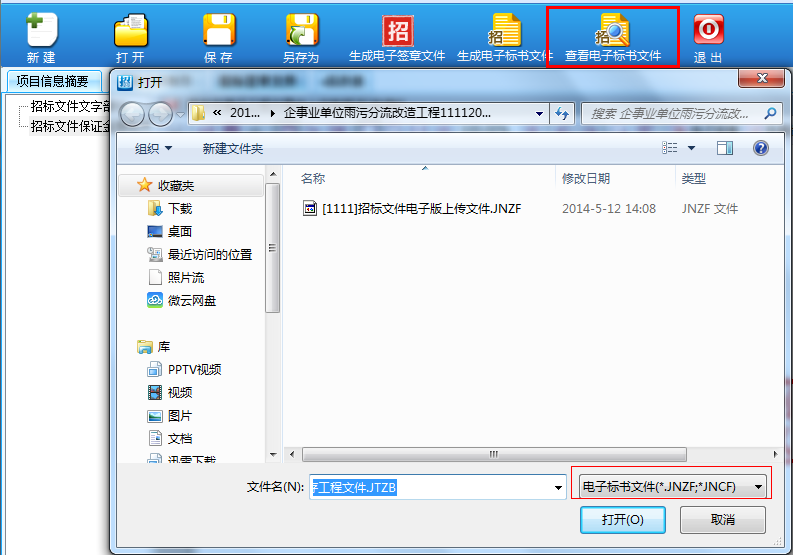 招
招
招
新 建
打 开
保 存
另存为
生成电子签章文件
生成电子标书文件
查看电子标书文件
退 出
项目信息摘要
招标文件文字部
招标文件保证金
打开
« 201... 企事业单位雨污分流改造工程111120...
搜索 企事业单位雨污分流改...
组织
新建文件夹
收藏夹
下载
桌面
最近访问的位置
照片流
微云网盘
库
PPTV视频
视频
图片
文档
迅雷下载
名称
修改日期
类型
[1111]招标文件电子版上传文件.JNZF
2014-5-12 14:08
JNZF 文件
文件名(N):
工程文件.JTZB
电子标书文件(*.JNZF;*JNCF)
打开(O)
取消